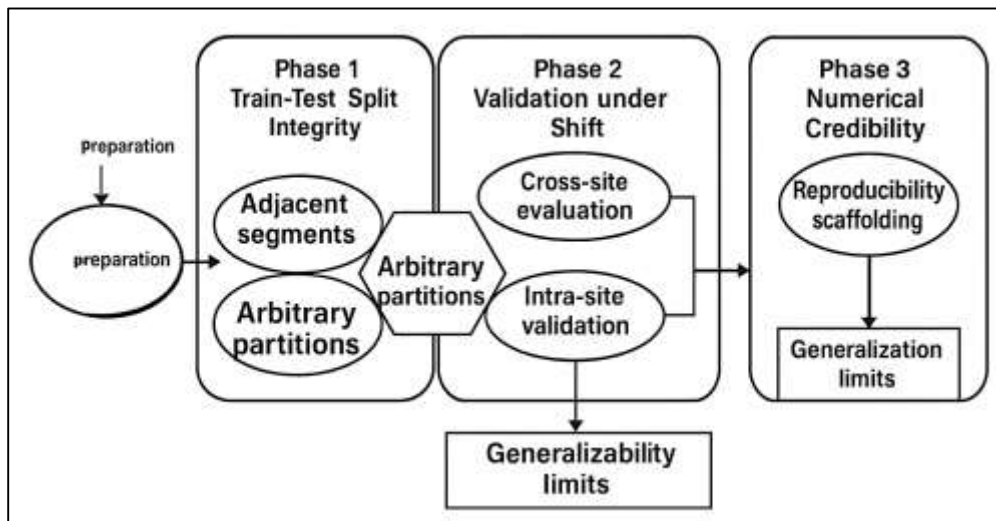 preparation
preparation
Phase 1
Train-Test Split
Integrity
Adjacent
segments
Arbitrary
partitions
Arbitrary
partitions
Phase 2
Validation under
Shift
Cross-site
evaluation
Intra-site
validation
Generalizability
limits
Phase 3
Numerical
Credibility
Reproducibility
scaffolding
Generalization
limits